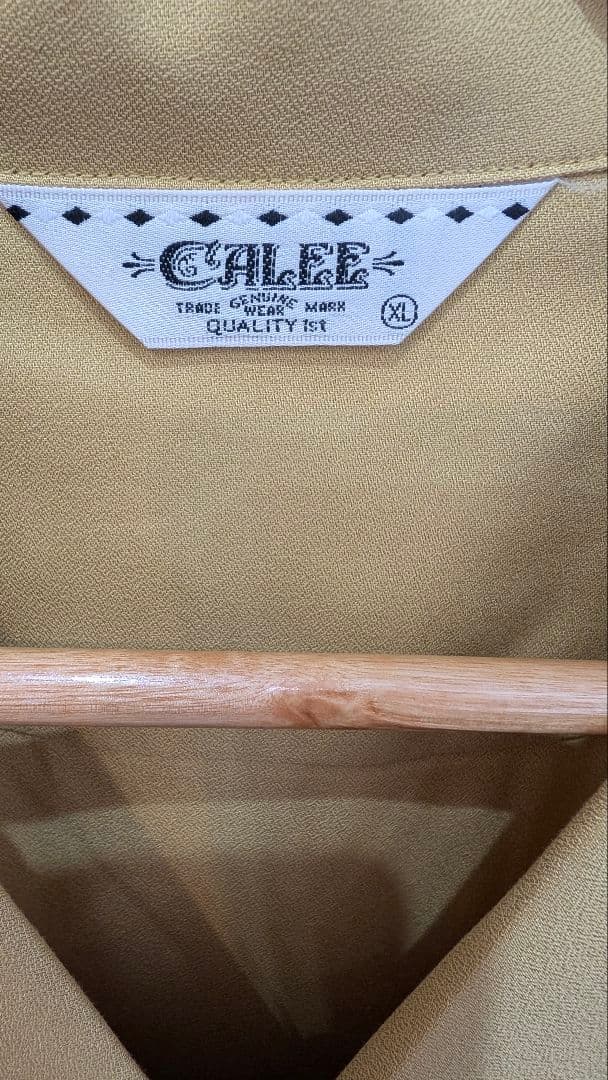 CALEE
TRADE GENUINE WEAR MARK
QUALITY 1st
XL